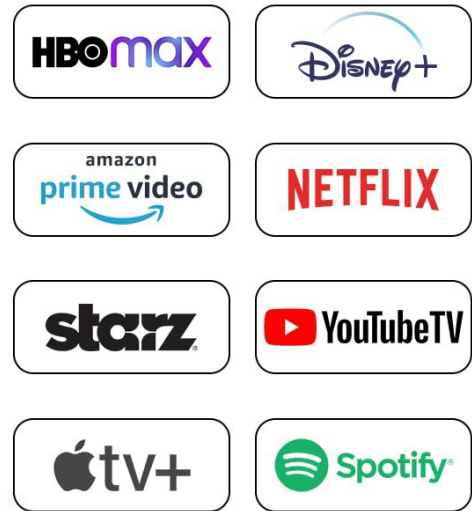 HBOmax
Disney+
amazon
prime video
NETFLIX
starz
YouTubeTV
tv+
Spotify